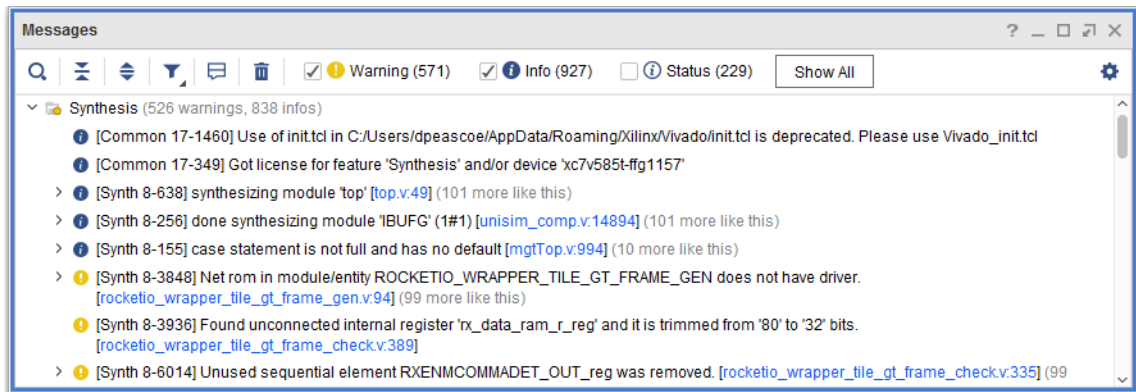 Messages
Warning (571) Info (927) Status (229) Show All
Synthesis (526 warnings, 838 infos)
[Common 17-1460] Use of init.tcl in C:/Users/dpeascoe/AppData/Roaming/Xilinx/Vivado/init.tcl is deprecated. Please use Vivado_init.tcl
[Common 17-349] Got license for feature 'Synthesis' and/or device 'xc7v585t-ffg1157'
[Synth 8-638] synthesizing module 'top' [top.v:49] (101 more like this)
[Synth 8-256] done synthesizing module 'IBUFG' (1#1) [unisim_comp.v:14894] (101 more like this)
[Synth 8-155] case statement is not full and has no default [mgtTop.v:994] (10 more like this)
[Synth 8-3848] Net rom in module/entity ROCKETIO_WRAPPER_TILE_GT_FRAME_GEN does not have driver.
[rocketio_wrapper_tile_gt_frame_gen.v:94] (99 more like this)
[Synth 8-3936] Found unconnected internal register 'rx_data_ram_r_reg' and it is trimmed from '80' to '32' bits.
[rocketio_wrapper_tile_gt_frame_check.v:389]
[Synth 8-6014] Unused sequential element RXENMCOMMADET_OUT_reg was removed. [rocketio_wrapper_tile_gt_frame_check.v:335] (99